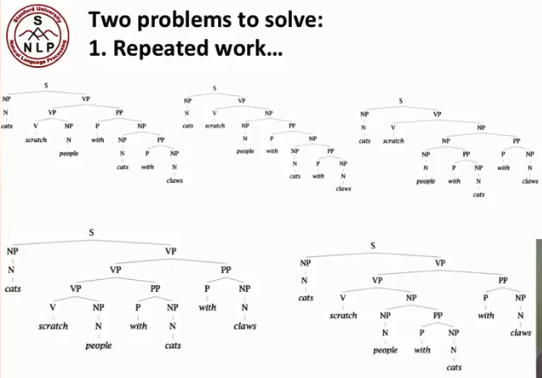 Stanford University
S
NLP
Natural Language Processing
Two problems to solve:
1. Repeated work…
S
NP VP
N VP PP
cats V NP P NP
scratch N with NP PP
people N P NP
cats with N
claws
S
NP VP
N V NP
cats scratch NP PP
N P NP
people with NP PP
N P NP
cats with N
claws
S
NP VP
N V NP
cats scratch NP PP
NP PP P NP
N P NP with N
people with N claws
cats
S
NP VP
N VP PP
cats VP PP P NP
V NP P NP with N
scratch N with N claws
people cats
S
NP VP
N VP PP
cats V NP P NP
scratch NP PP with N
N P NP claws
people with N
cats